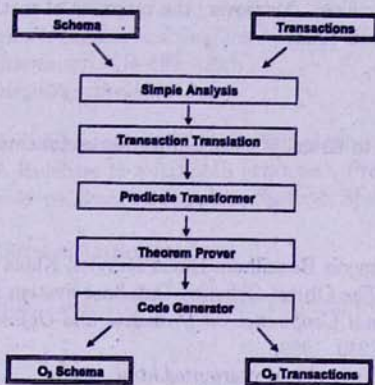 Schema
Transactions
Simple Analysis
Transaction Translation
Predicate Transformer
Theorem Prover
Code Generator
O₂ Schema
O₂ Transactions